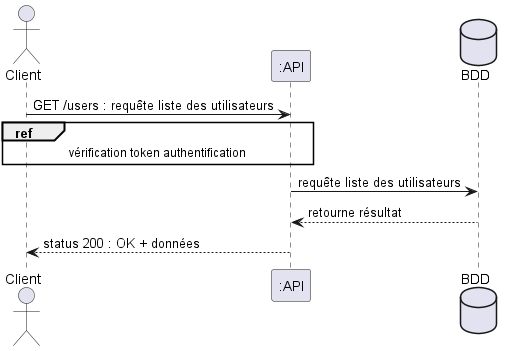 Client
:API
BDD
GET /users : requête liste des utilisateurs
ref
vérification token authentification
requête liste des utilisateurs
retourne résultat
status 200 : OK + données
Client
:API
BDD